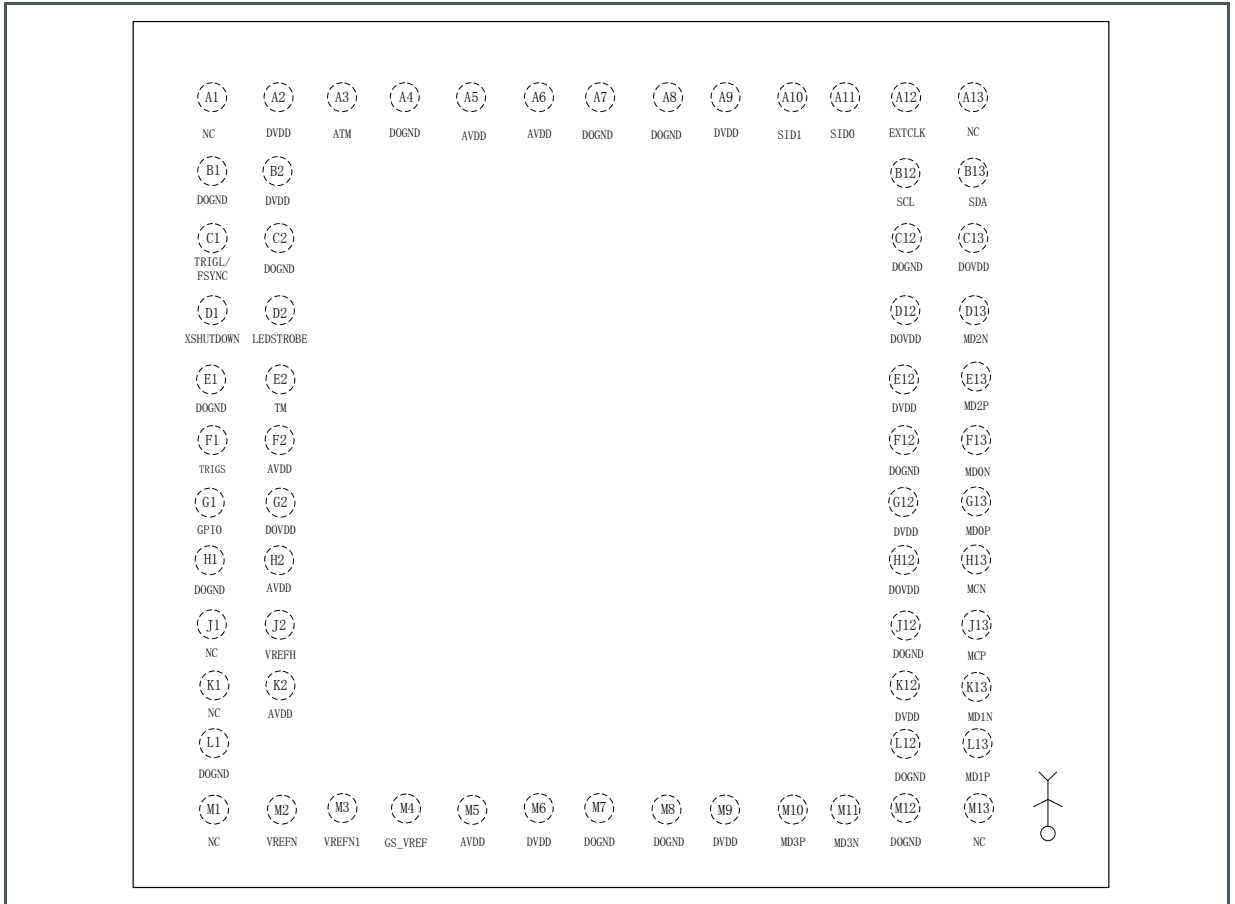 A1 A2 A3 A4 A5 A6 A7 A8 A9 A10 A11 A12 A13
NC DVDD ATM DOGND AVDD AVDD DOGND DOGND DVDD SID1 SID0 EXTCLK NC
B1 B2 B12 B13
DOGND DVDD SCL SDA
C1 C2 C12 C13
TRIGL/ DOGND DOGND DOVDD
FSYNC
D1 D2 D12 D13
XSHUTDOWN LEDSTROBE DOVDD MD2N
E1 E2 E12 E13
DOGND TM DVDD MD2P
F1 F2 F12 F13
TRIGS AVDD DOGND MD0N
G1 G2 G12 G13
GPIO DOVDD DVDD MD0P
H1 H2 H12 H13
DOGND AVDD DOVDD MCN
J1 J2 J12 J13
NC VREFH DOGND MCP
K1 K2 K12 K13
NC AVDD DVDD MD1N
L1 L12 L13
DOGND DOGND MD1P
M1 M2 M3 M4 M5 M6 M7 M8 M9 M10 M11 M12 M13
NC VREFN VREFN1 GS_VREF AVDD DVDD DOGND DOGND DVDD MD3P MD3N DOGND NC